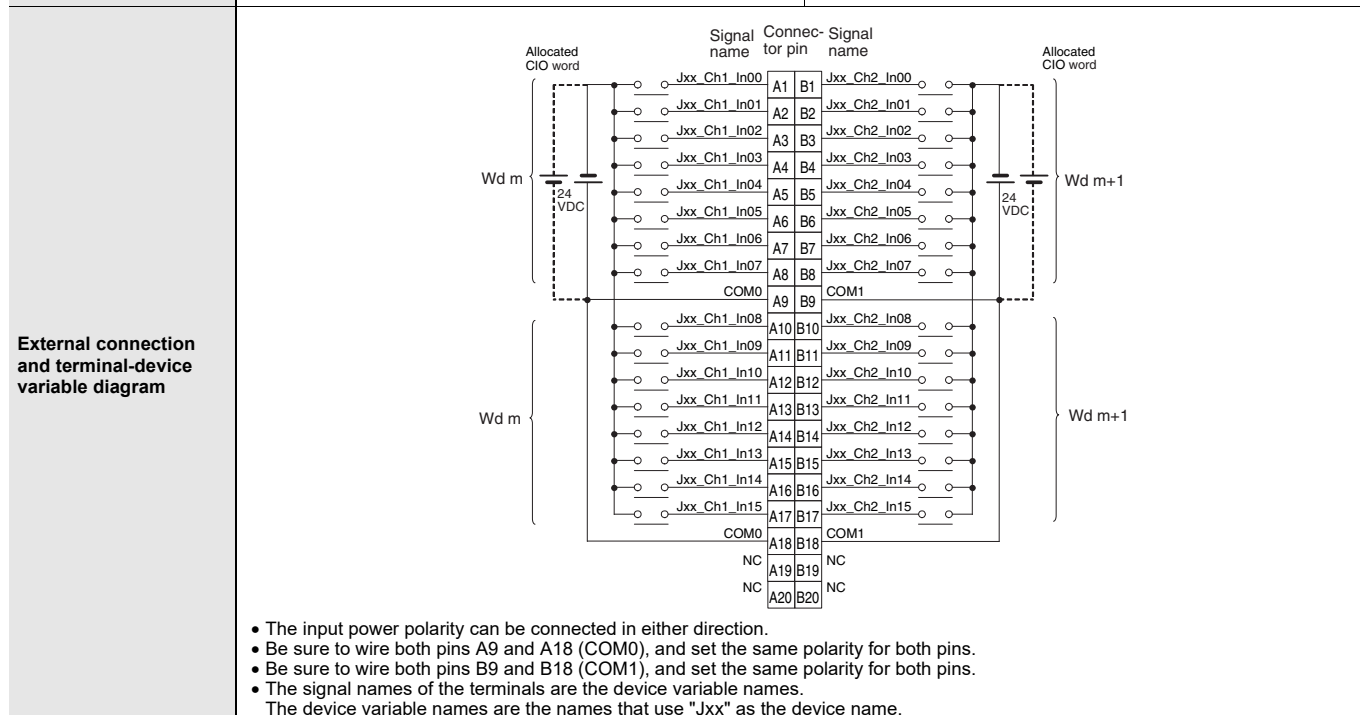 External connection
and terminal-device
variable diagram
Signal name Connec-tor pin Signal name
Allocated CIO word
Allocated CIO word
Jxx_Ch1_In00 A1 B1 Jxx_Ch2_In00
Jxx_Ch1_In01 A2 B2 Jxx_Ch2_In01
Jxx_Ch1_In02 A3 B3 Jxx_Ch2_In02
Jxx_Ch1_In03 A4 B4 Jxx_Ch2_In03
Wd m
24 VDC
Jxx_Ch1_In04 A5 B5 Jxx_Ch2_In04
24 VDC
Wd m+1
Jxx_Ch1_In05 A6 B6 Jxx_Ch2_In05
Jxx_Ch1_In06 A7 B7 Jxx_Ch2_In06
Jxx_Ch1_In07 A8 B8 Jxx_Ch2_In07
COM0 A9 B9 COM1
Jxx_Ch1_In08 A10 B10 Jxx_Ch2_In08
Jxx_Ch1_In09 A11 B11 Jxx_Ch2_In09
Jxx_Ch1_In10 A12 B12 Jxx_Ch2_In10
Jxx_Ch1_In11 A13 B13 Jxx_Ch2_In11
Wd m
Wd m+1
Jxx_Ch1_In12 A14 B14 Jxx_Ch2_In12
Jxx_Ch1_In13 A15 B15 Jxx_Ch2_In13
Jxx_Ch1_In14 A16 B16 Jxx_Ch2_In14
Jxx_Ch1_In15 A17 B17 Jxx_Ch2_In15
COM0 A18 B18 COM1
NC A19 B19 NC
NC A20 B20 NC
• The input power polarity can be connected in either direction.
• Be sure to wire both pins A9 and A18 (COM0), and set the same polarity for both pins.
• Be sure to wire both pins B9 and B18 (COM1), and set the same polarity for both pins.
• The signal names of the terminals are the device variable names.
The device variable names are the names that use "Jxx" as the device name.